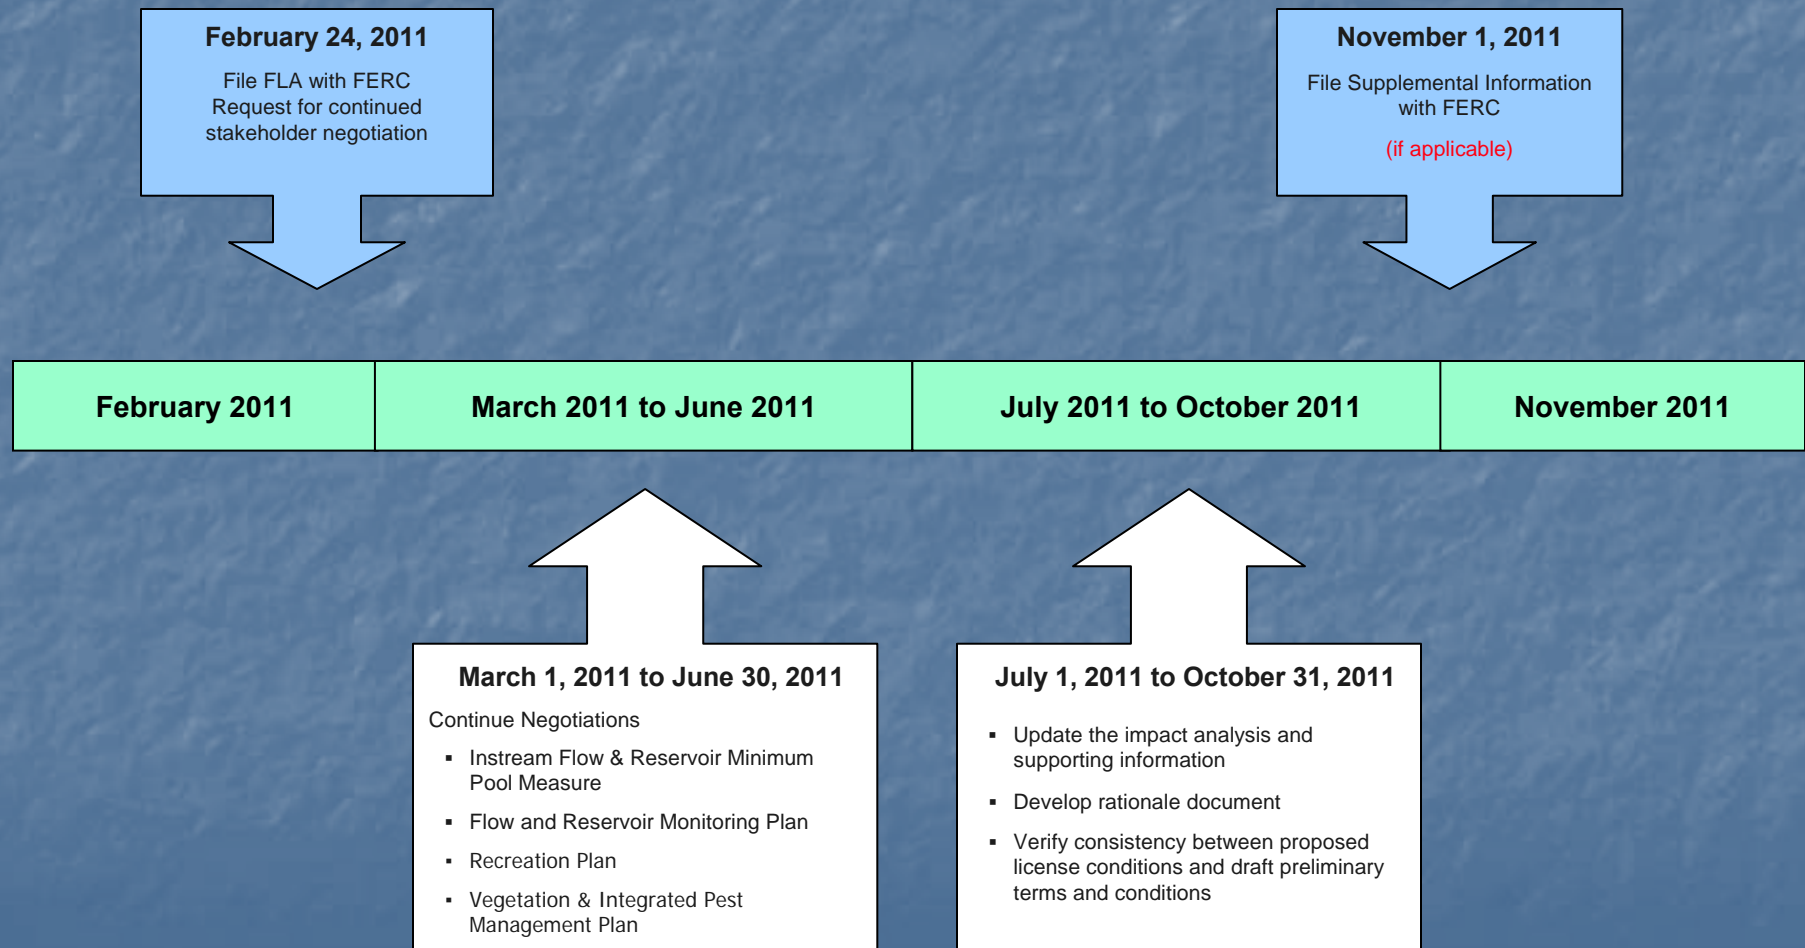 February 24, 2011
File FLA with FERC
Request for continued
stakeholder negotiation
November 1, 2011
File Supplemental Information
with FERC
(if applicable)
February 2011
March 2011 to June 2011
July 2011 to October 2011
November 2011
March 1, 2011 to June 30, 2011
Continue Negotiations
▪ Instream Flow & Reservoir Minimum
Pool Measure
▪ Flow and Reservoir Monitoring Plan
▪ Recreation Plan
▪ Vegetation & Integrated Pest
Management Plan
July 1, 2011 to October 31, 2011
▪ Update the impact analysis and
supporting information
▪ Develop rationale document
▪ Verify consistency between proposed
license conditions and draft preliminary
terms and conditions